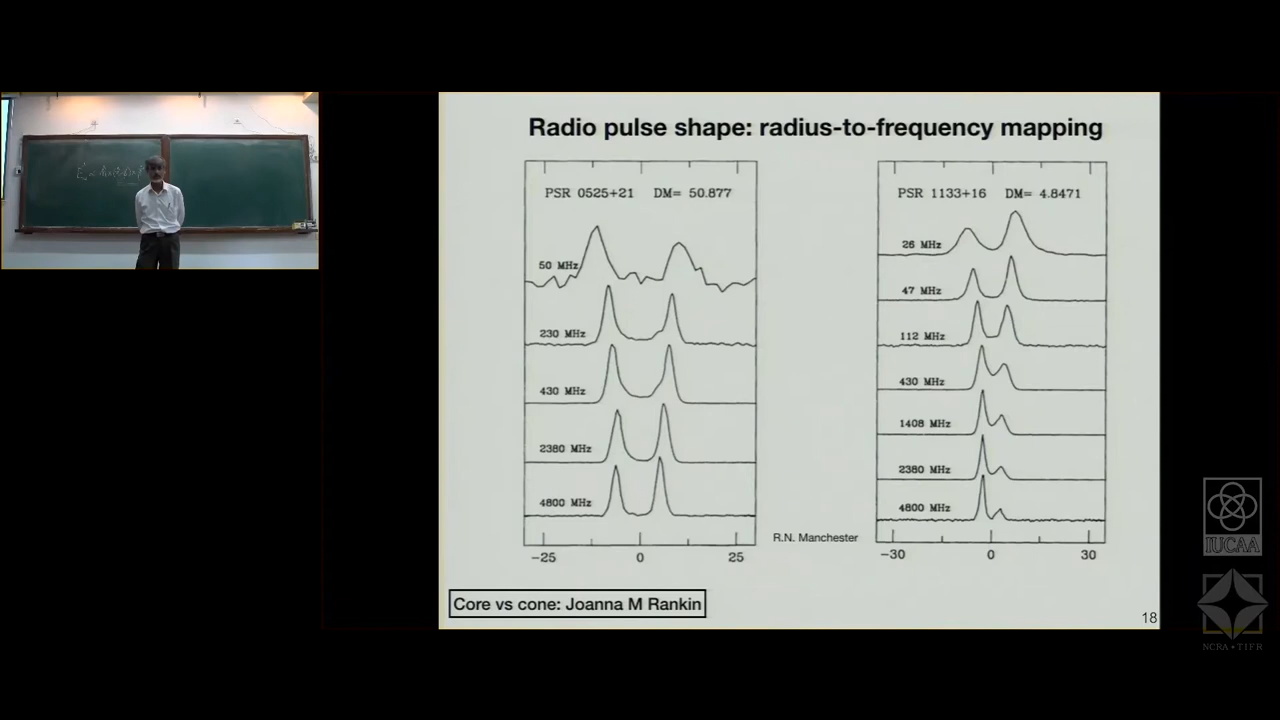 Radio pulse shape: radius-to-frequency mapping
PSR 0525+21 DM= 50.877
50 MHz
230 MHz
430 MHz
2380 MHz
4800 MHz
−25 0 25
R.N. Manchester
PSR 1133+16 DM= 4.8471
26 MHz
47 MHz
112 MHz
430 MHz
1408 MHz
2380 MHz
4800 MHz
−30 0 30
Core vs cone: Joanna M Rankin
18
IUCAA
NCRA • TIFR